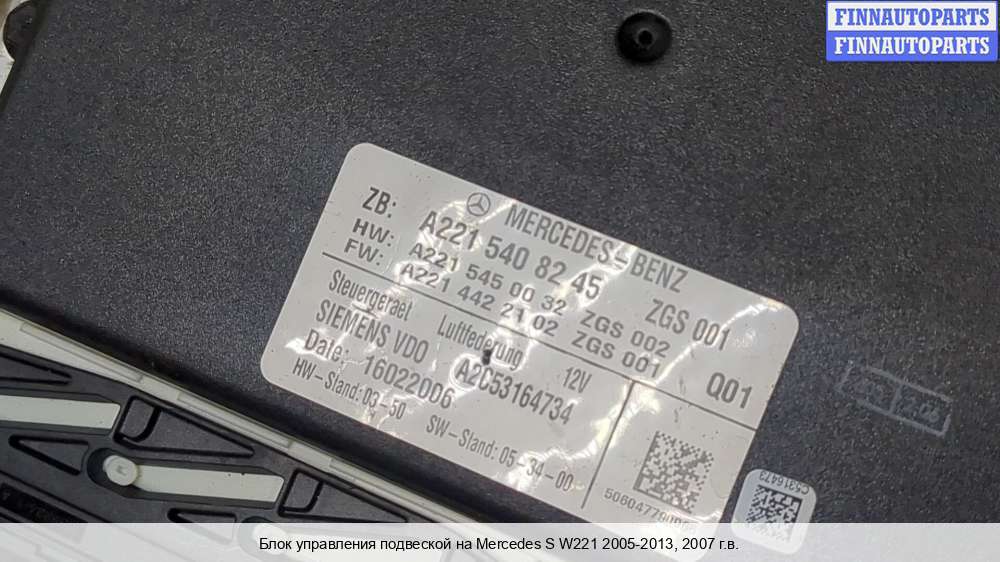 FINNAUTOPARTS
FINNAUTOPARTS
MERCEDES-BENZ
ZB: A221 540 82 45 ZGS 001
HW: A221 545 00 32 ZGS 002
FW: A221 442 21 02 ZGS 001 Q01
Steuergeraet Luftfederung 12V
SIEMENS VDO A2C53164734
Date: 16022006
HW-Stand: 03-50 SW-Stand: 05-34-00
C5316473
Блок управления подвеской на Mercedes S W221 2005-2013, 2007 г.в.